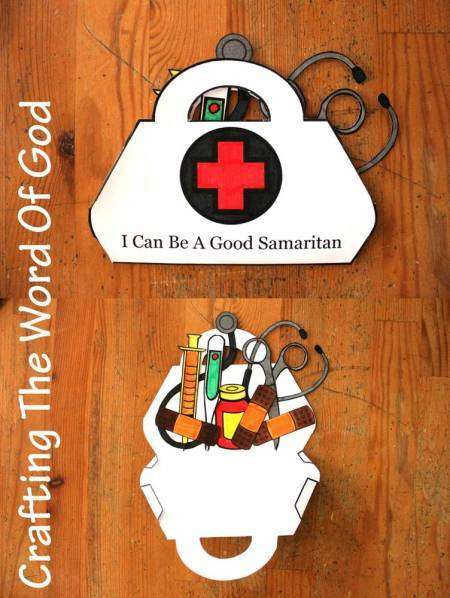 Crafting The Word Of God
I Can Be A Good Samaritan